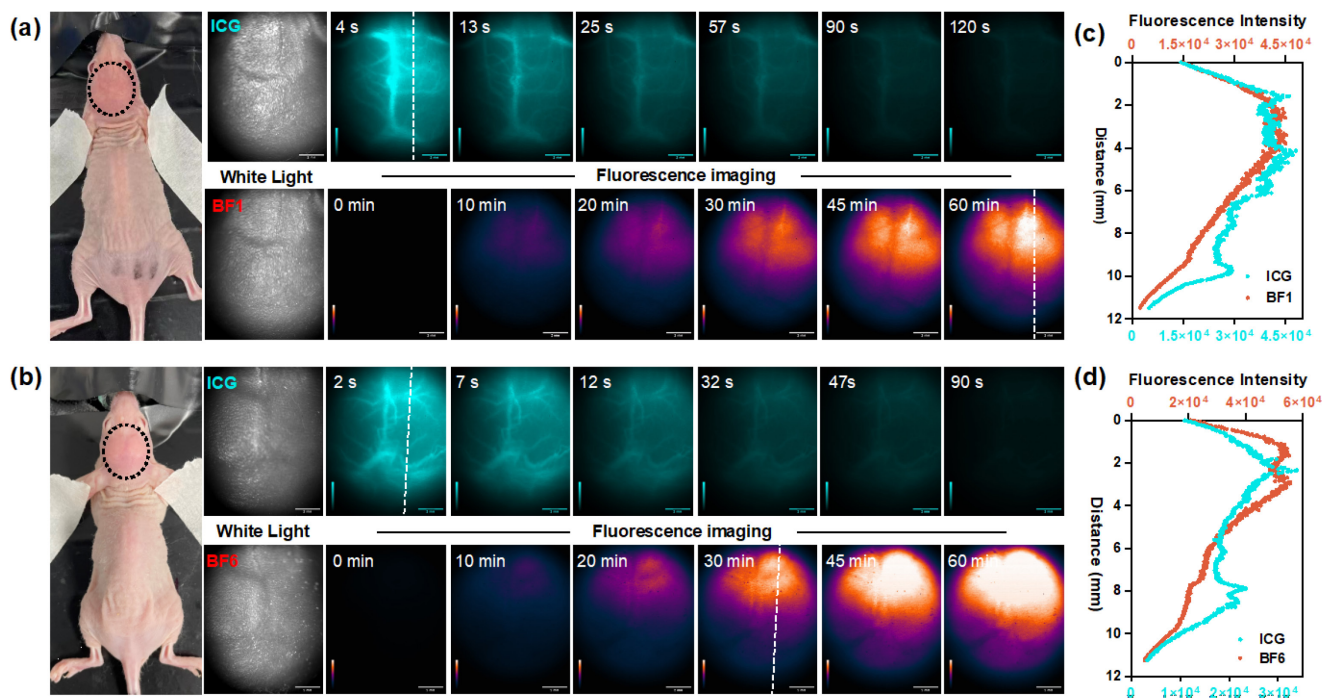 (a)
ICG
4 s
13 s
25 s
57 s
90 s
120 s
White Light
Fluorescence imaging
BF1
0 min
10 min
20 min
30 min
45 min
60 min
(c)
Fluorescence Intensity
0 1.5×10⁴ 3×10⁴ 4.5×10⁴
0
2
4
6
8
10
12
Distance (mm)
ICG
BF1
0 1.5×10⁴ 3×10⁴ 4.5×10⁴
(b)
ICG
2 s
7 s
12 s
32 s
47s
90 s
White Light
Fluorescence imaging
BF6
0 min
10 min
20 min
30 min
45 min
60 min
(d)
Fluorescence Intensity
0 2×10⁴ 4×10⁴ 6×10⁴
0
2
4
6
8
10
12
Distance (mm)
ICG
BF6
0 1×10⁴ 2×10⁴ 3×10⁴